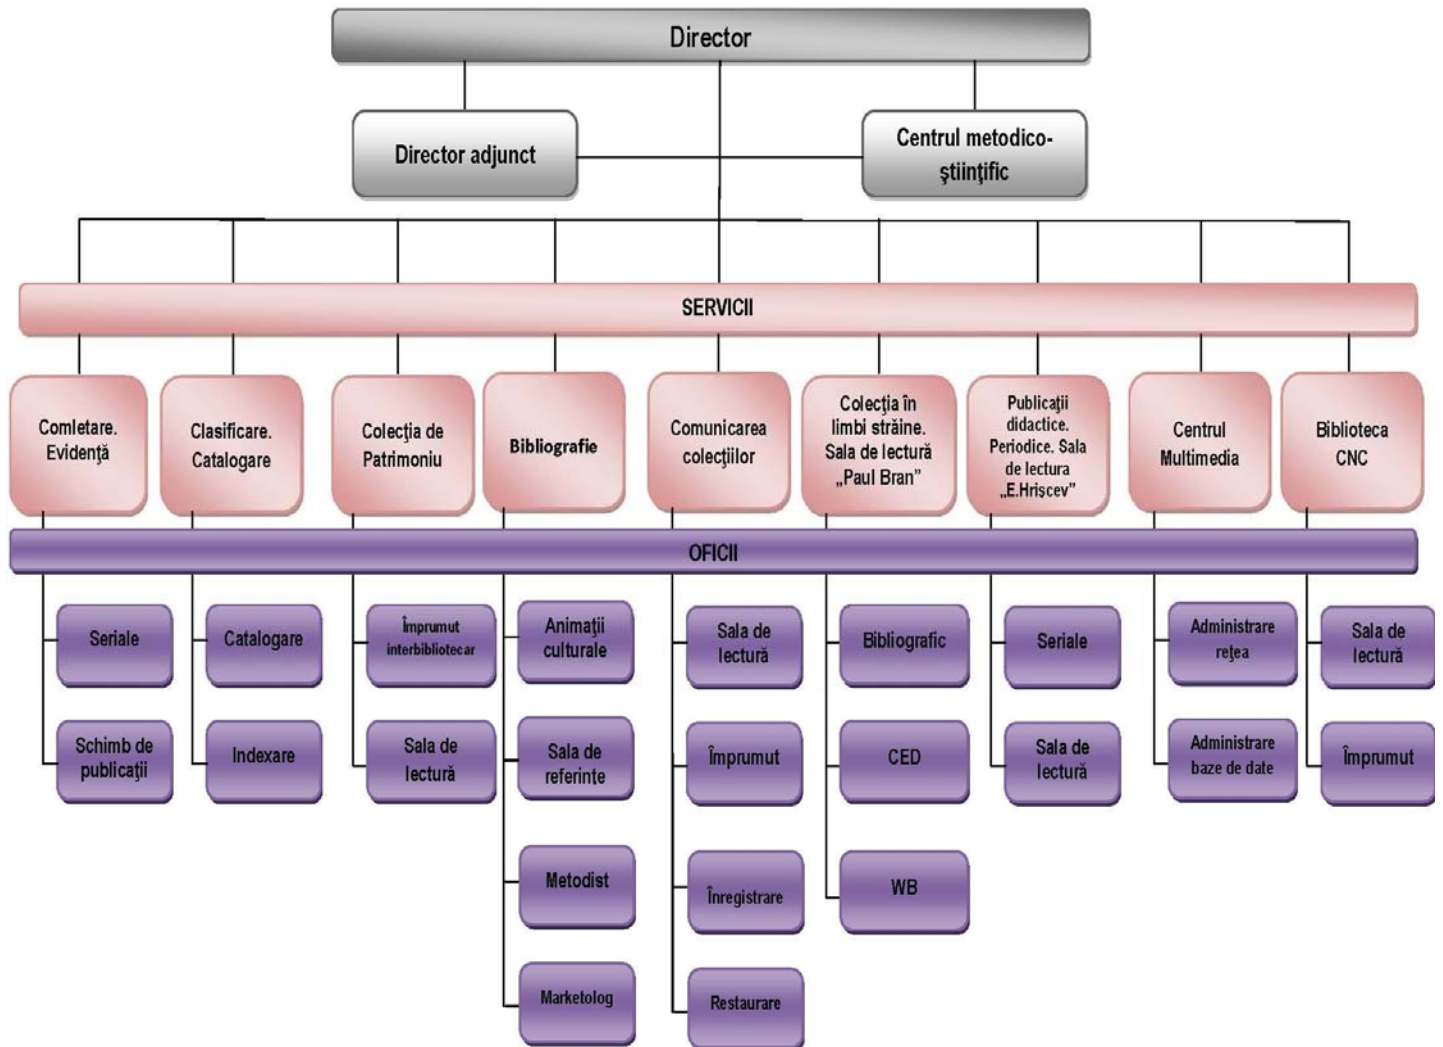 Director
Director adjunct
Centrul metodico-
ştiinţific
SERVICII
Comletare.
Evidenţă
Clasificare.
Catalogare
Colecţia de
Patrimoniu
Bibliografie
Comunicarea
colecţiilor
Colecţia în
limbi străine.
Sala de lectură
„Paul Bran”
Publicaţii
didactice.
Periodice. Sala
de lectura
„E.Hrişcev”
Centrul
Multimedia
Biblioteca
CNC
OFICII
Seriale
Schimb de
publicaţii
Catalogare
Indexare
Împrumut
interbibliotecar
Sala de
lectură
Animaţii
culturale
Sala de
referinte
Metodist
Marketolog
Sala de
lectură
Împrumut
Înregistrare
Restaurare
Bibliografic
CED
WB
Seriale
Sala de
lectură
Administrare
reţea
Administrare
baze de date
Sala de
lectură
Împrumut